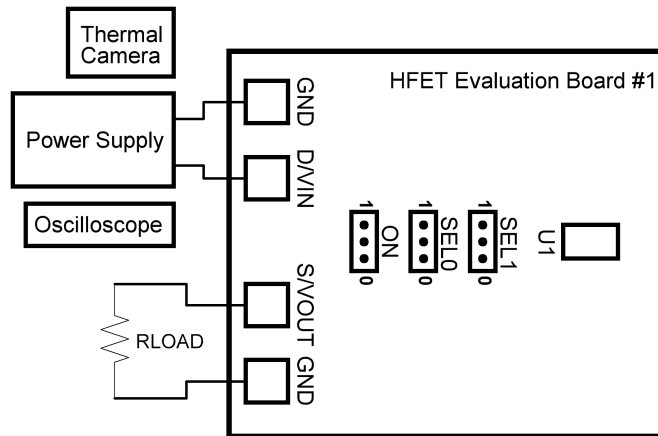 Thermal
Camera
HFET Evaluation Board #1
GND
Power Supply
D/VIN
Oscilloscope
1
1
1
ON
SEL0
SEL1
U1
0
0
0
S/VOUT
RLOAD
GND